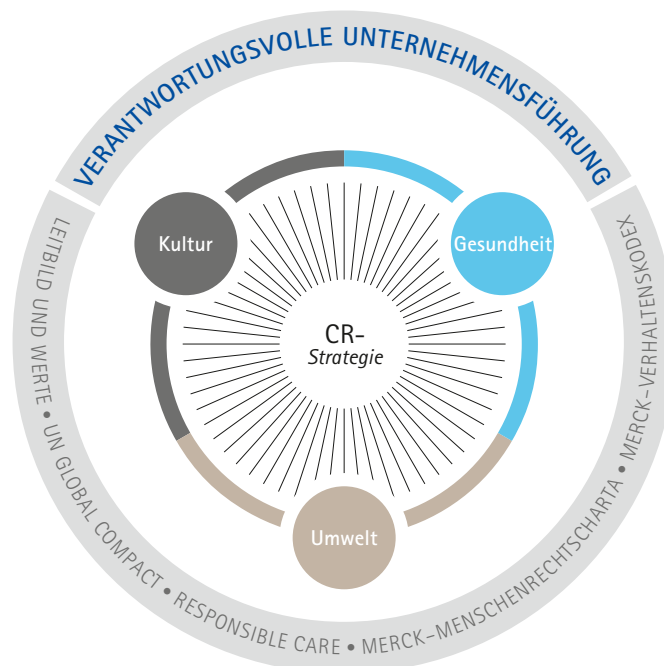 VERANTWORTUNGSVOLLE UNTERNEHMENSFÜHRUNG
Kultur
Gesundheit
CR-
Strategie
Umwelt
LEITBILD UND WERTE • UN GLOBAL COMPACT • RESPONSIBLE CARE • MERCK-MENSCHENRECHTSCHARTA • MERCK-VERHALTENSKODEX